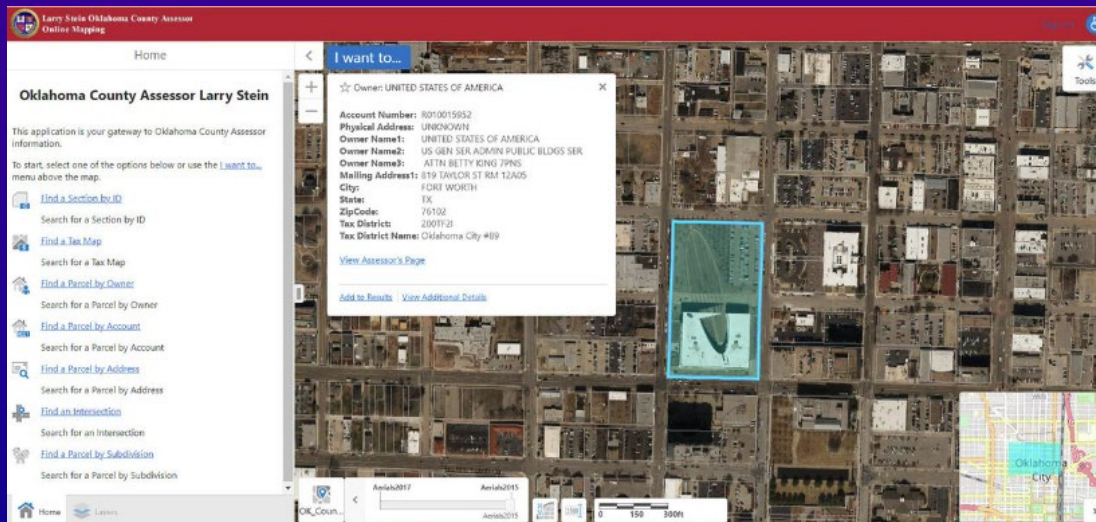 Larry Stein Oklahoma County Assessor
Online Mapping
Home
I want to...
Tools
Oklahoma County Assessor Larry Stein
This application is your gateway to Oklahoma County Assessor
information.
To start, select one of the options below or use the I want to...
menu above the map.
Find a Section by ID
Search for a Section by ID
Find a Tax Map
Search for a Tax Map
Find a Parcel by Owner
Search for a Parcel by Owner
Find a Parcel by Account
Search for a Parcel by Account
Find a Parcel by Address
Search for a Parcel by Address
Find an Intersection
Search for an Intersection
Find a Parcel by Subdivision
Search for a Parcel by Subdivision
Home
Layers
Owner: UNITED STATES OF AMERICA
Account Number: R010015952
Physical Address: UNKNOWN
Owner Name1: UNITED STATES OF AMERICA
Owner Name2: US GEN SER ADMIN PUBLIC BLDGS SER
Owner Name3: ATTN BETTY KING 7PNS
Mailing Address1: 819 TAYLOR ST RM 12A05
City: FORT WORTH
State: TX
ZipCode: 76102
Tax District: 200TF2I
Tax District Name: Oklahoma City #89
View Assessor's Page
Add to Results
View Additional Details
OK_Coun...
Aerials2017
Aerials2015
Aerials2015
0 150 300ft
Oklahoma
City